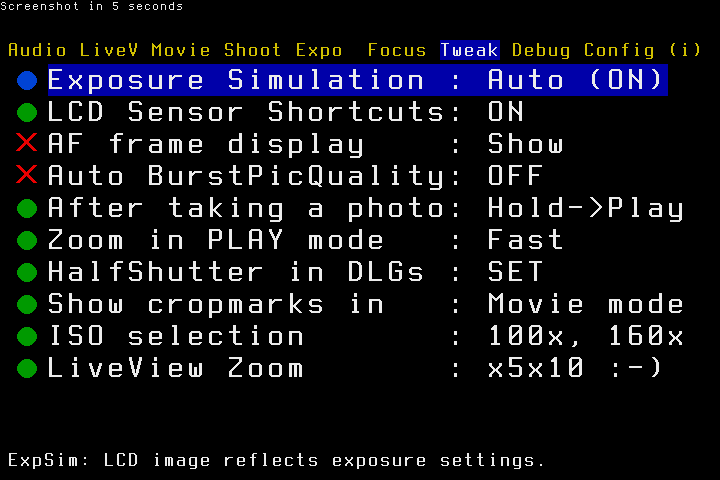 Screenshot in 5 seconds
Audio LiveV Movie Shoot Expo Focus Tweak Debug Config (i)
Exposure Simulation : Auto (ON)
LCD Sensor Shortcuts: ON
AF frame display : Show
Auto BurstPicQuality: OFF
After taking a photo: Hold->Play
Zoom in PLAY mode : Fast
HalfShutter in DLGs : SET
Show cropmarks in : Movie mode
ISO selection : 100x, 160x
LiveView Zoom : x5x10 :-)
ExpSim: LCD image reflects exposure settings.